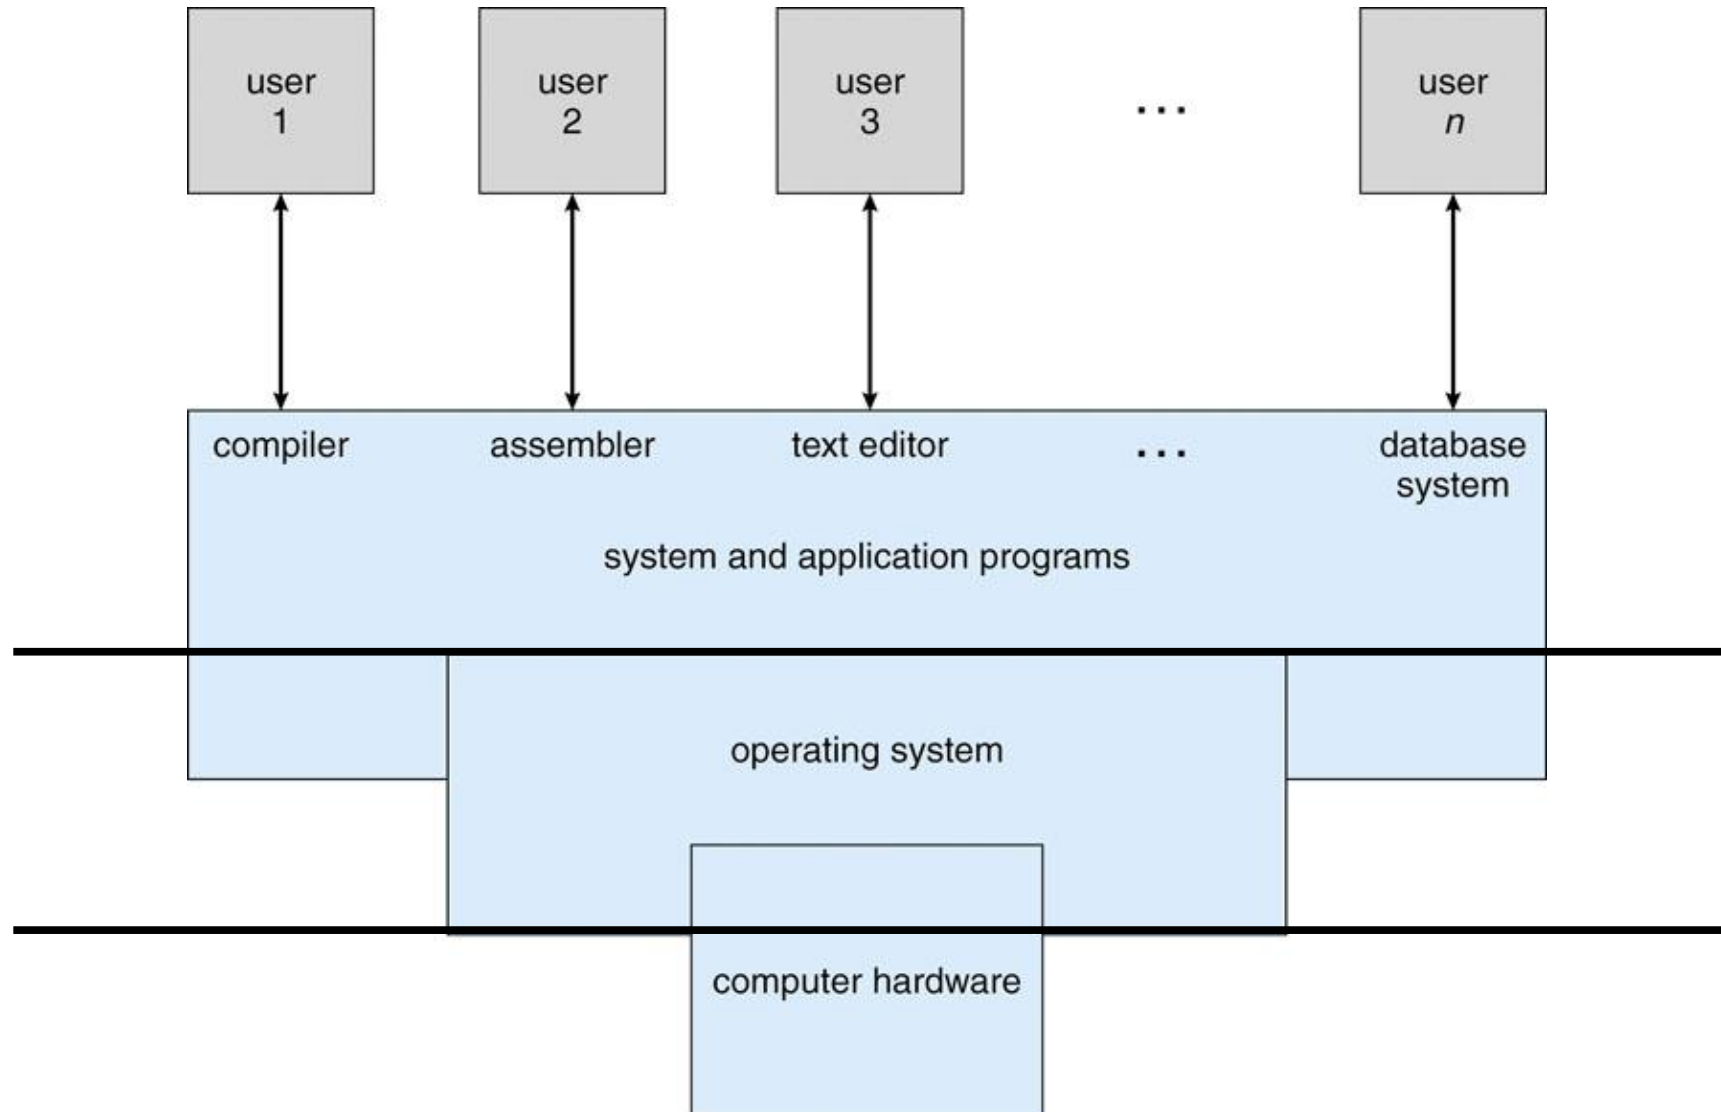 user
1
user
2
user
3
...
user
n
compiler
assembler
text editor
...
database
system
system and application programs
operating system
computer hardware